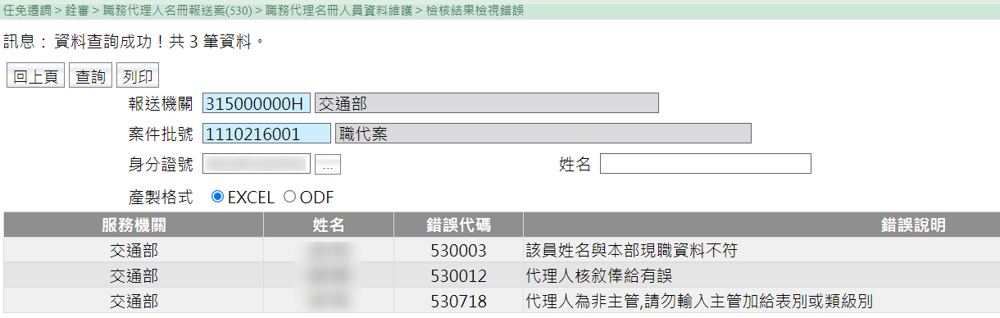 任免遷調 > 銓審 > 職務代理人名冊報送案(530) > 職務代理名冊人員資料維護 > 檢核結果檢視錯誤
訊息： 資料查詢成功！共 3 筆資料。
回上頁 查詢 列印
報送機關 315000000H 交通部
案件批號 1110216001 職代案
身分證號 ... 姓名
產製格式 EXCEL ODF
服務機關 姓名 錯誤代碼 錯誤說明
交通部 530003 該員姓名與本部現職資料不符
交通部 530012 代理人核敘俸給有誤
交通部 530718 代理人為非主管,請勿輸入主管加給表別或類級別